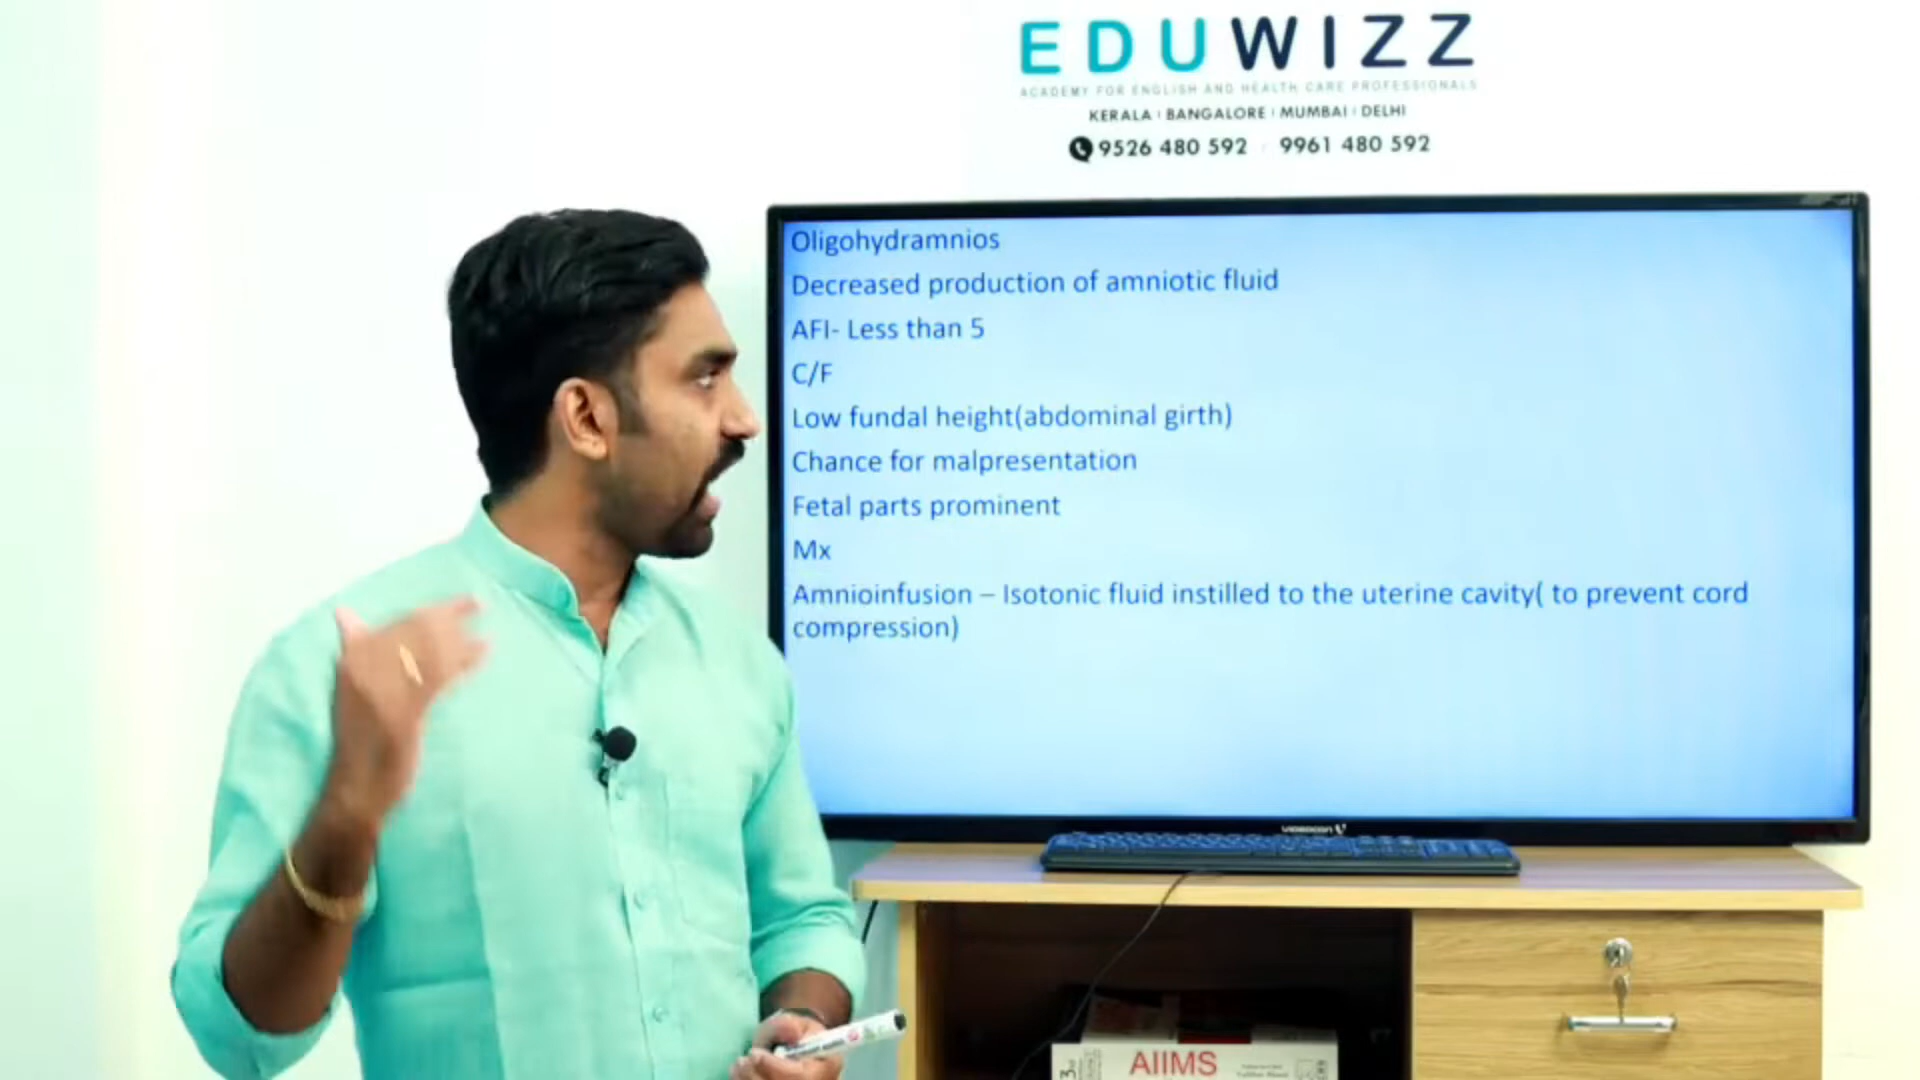 EDUWIZZ
ACADEMY FOR ENGLISH AND HEALTH CARE PROFESSIONALS
KERALA | BANGALORE | MUMBAI | DELHI
9526 480 592 9961 480 592
Oligohydramnios
Decreased production of amniotic fluid
AFI- Less than 5
C/F
Low fundal height(abdominal girth)
Chance for malpresentation
Fetal parts prominent
Mx
Amnioinfusion – Isotonic fluid instilled to the uterine cavity( to prevent cord
compression)
VIDEOCON
AIIMS